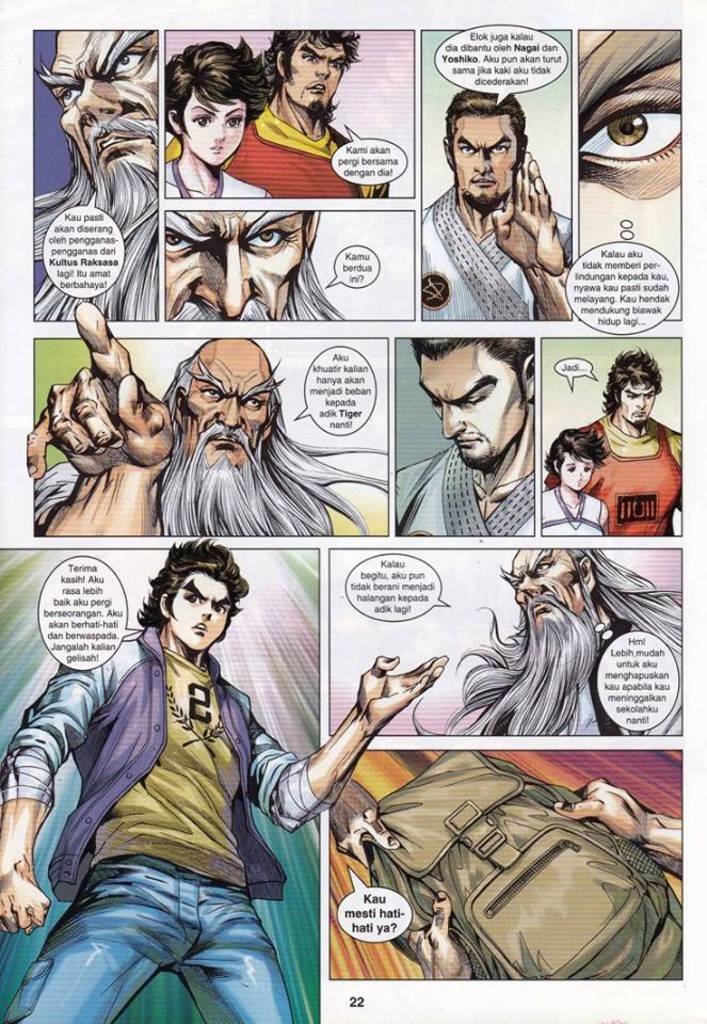 Kau pasti
akan diserang
oleh pengganas-
pengganas dari
Kultus Raksasa
lagi! Itu amat
berbahaya!
Kami akan
pergi bersama
dengan dia!
Kamu
berdua
ini?
Elok juga kalau
dia dibantu oleh Nagai dan
Yoshiko. Aku pun akan turut
sama jika kaki aku tidak
dicederakan!
Kalau aku
tidak memberi per-
lindungan kepada kau,
nyawa kau pasti sudah
melayang. Kau hendak
mendukung biawak
hidup lagi...
Aku
khuatir kalian
hanya akan
menjadi beban
kepada
adik Tiger
nanti!
Jadi...
Terima
kasih! Aku
rasa lebih
baik aku pergi
berseorangan. Aku
akan berhati-hati
dan berwaspada.
Jangalah kalian
gelisah!
2
Kalau
begitu, aku pun
tidak berani menjadi
halangan kepada
adik lagi!
Hm!
Lebih mudah
untuk aku
menghapuskan
kau apabila kau
meninggalkan
sekolahku
nanti!
Kau
mesti hati-
hati ya?
22